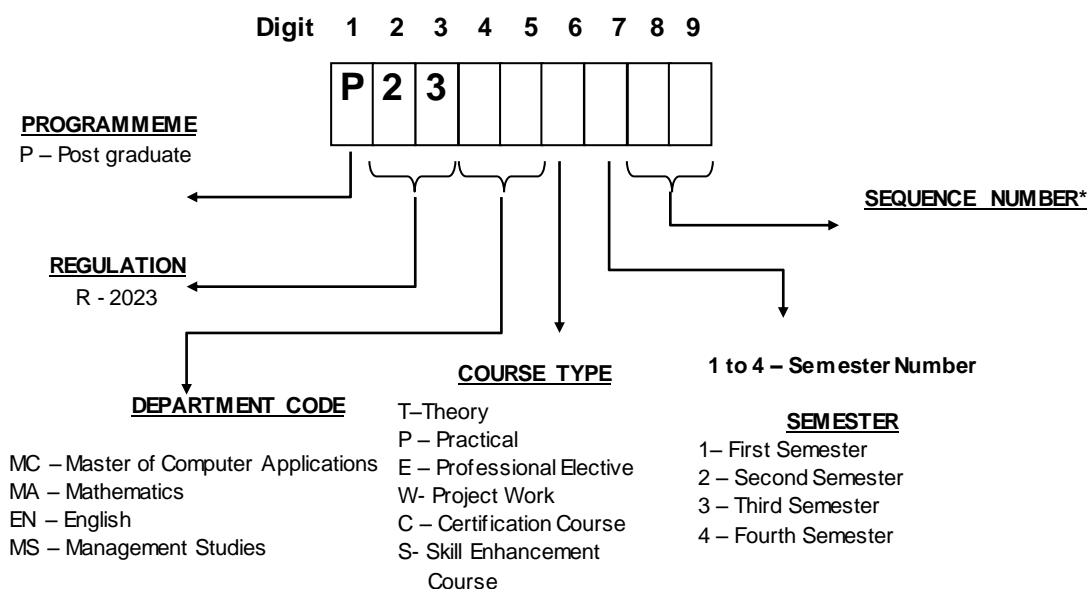 Digit 1 2 3 4 5 6 7 8 9
P 2 3
PROGRAMMEME
P – Post graduate
SEQUENCE NUMBER*
REGULATION
R - 2023
1 to 4 – Semester Number
COURSE TYPE
T–Theory
P – Practical
E – Professional Elective
W- Project Work
C – Certification Course
S- Skill Enhancement
Course
DEPARTMENT CODE
MC – Master of Computer Applications
MA – Mathematics
EN – English
MS – Management Studies
SEMESTER
1– First Semester
2 – Second Semester
3 – Third Semester
4 – Fourth Semester